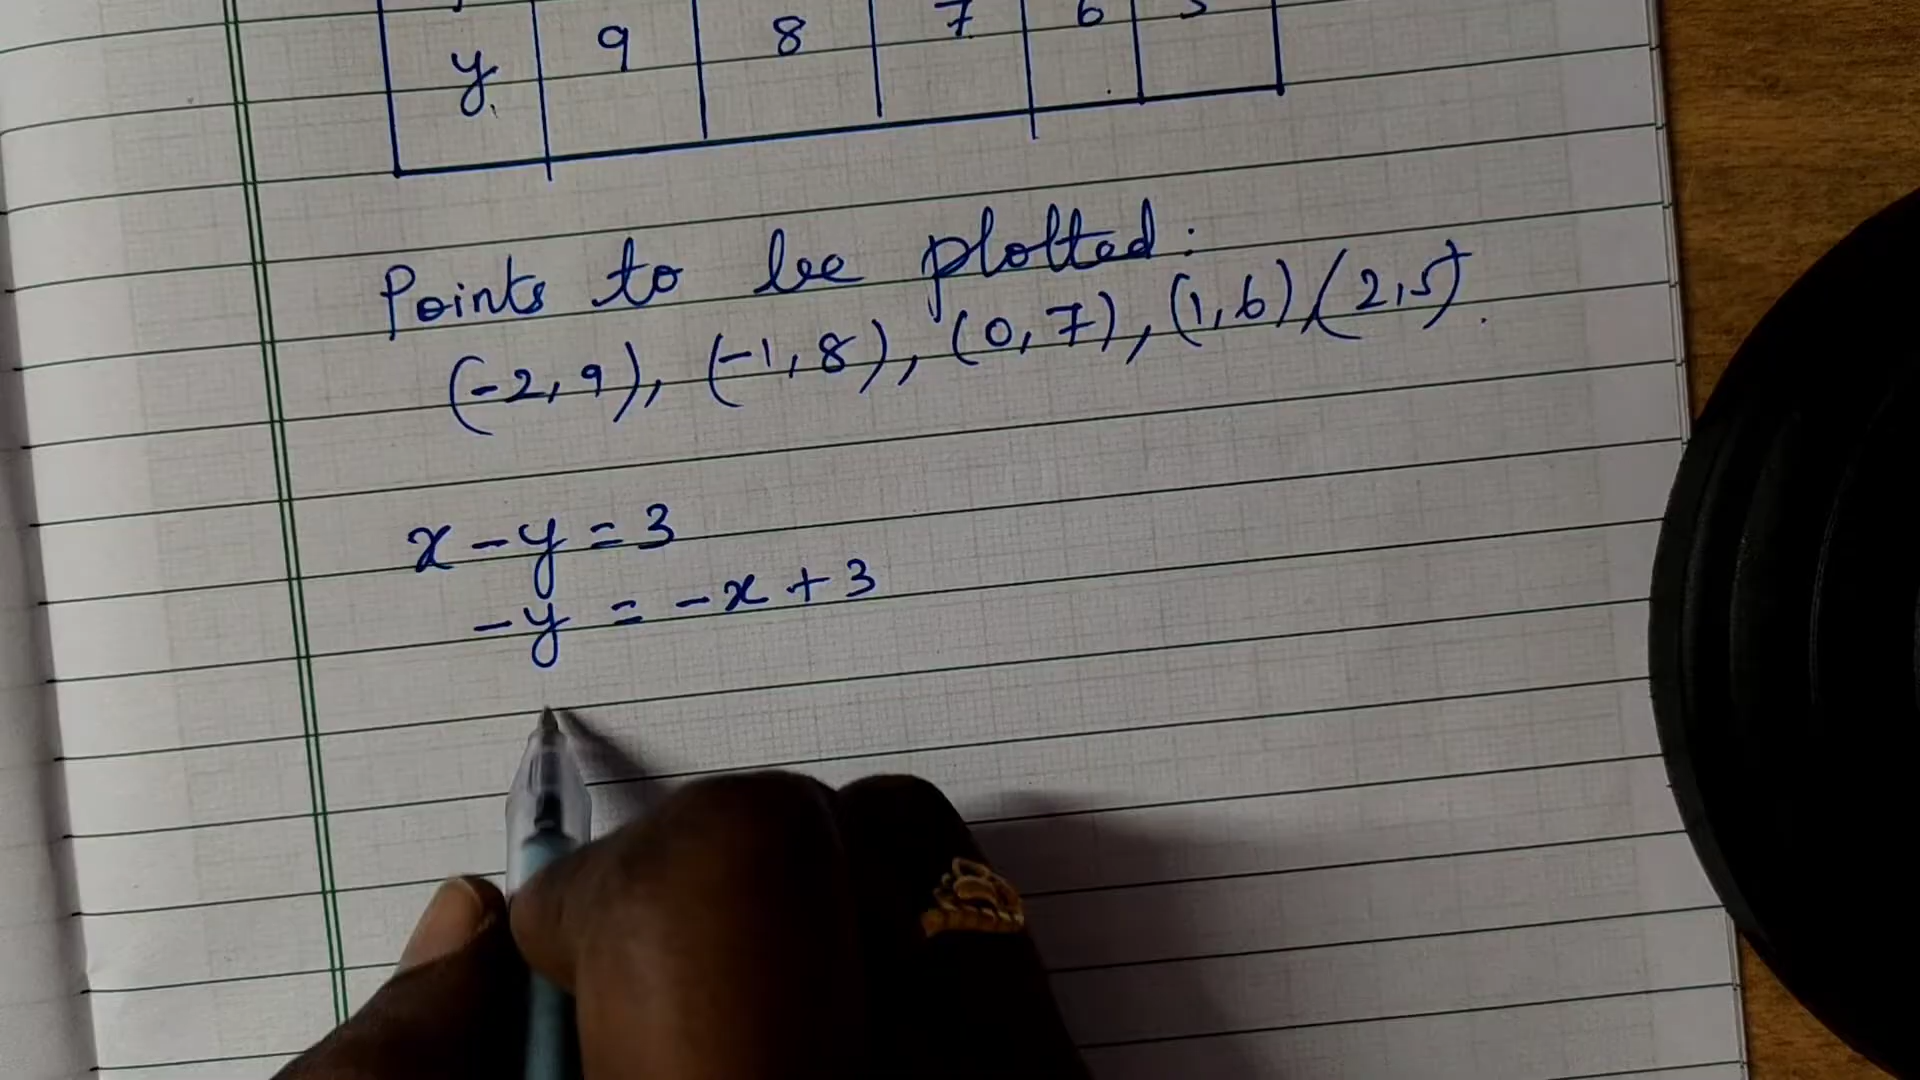 y 9 8 7 6 5
Points to be plotted:
(-2, 9), (-1, 8), (0, 7), (1, 6) (2, 5).
x - y = 3
-y = -x + 3